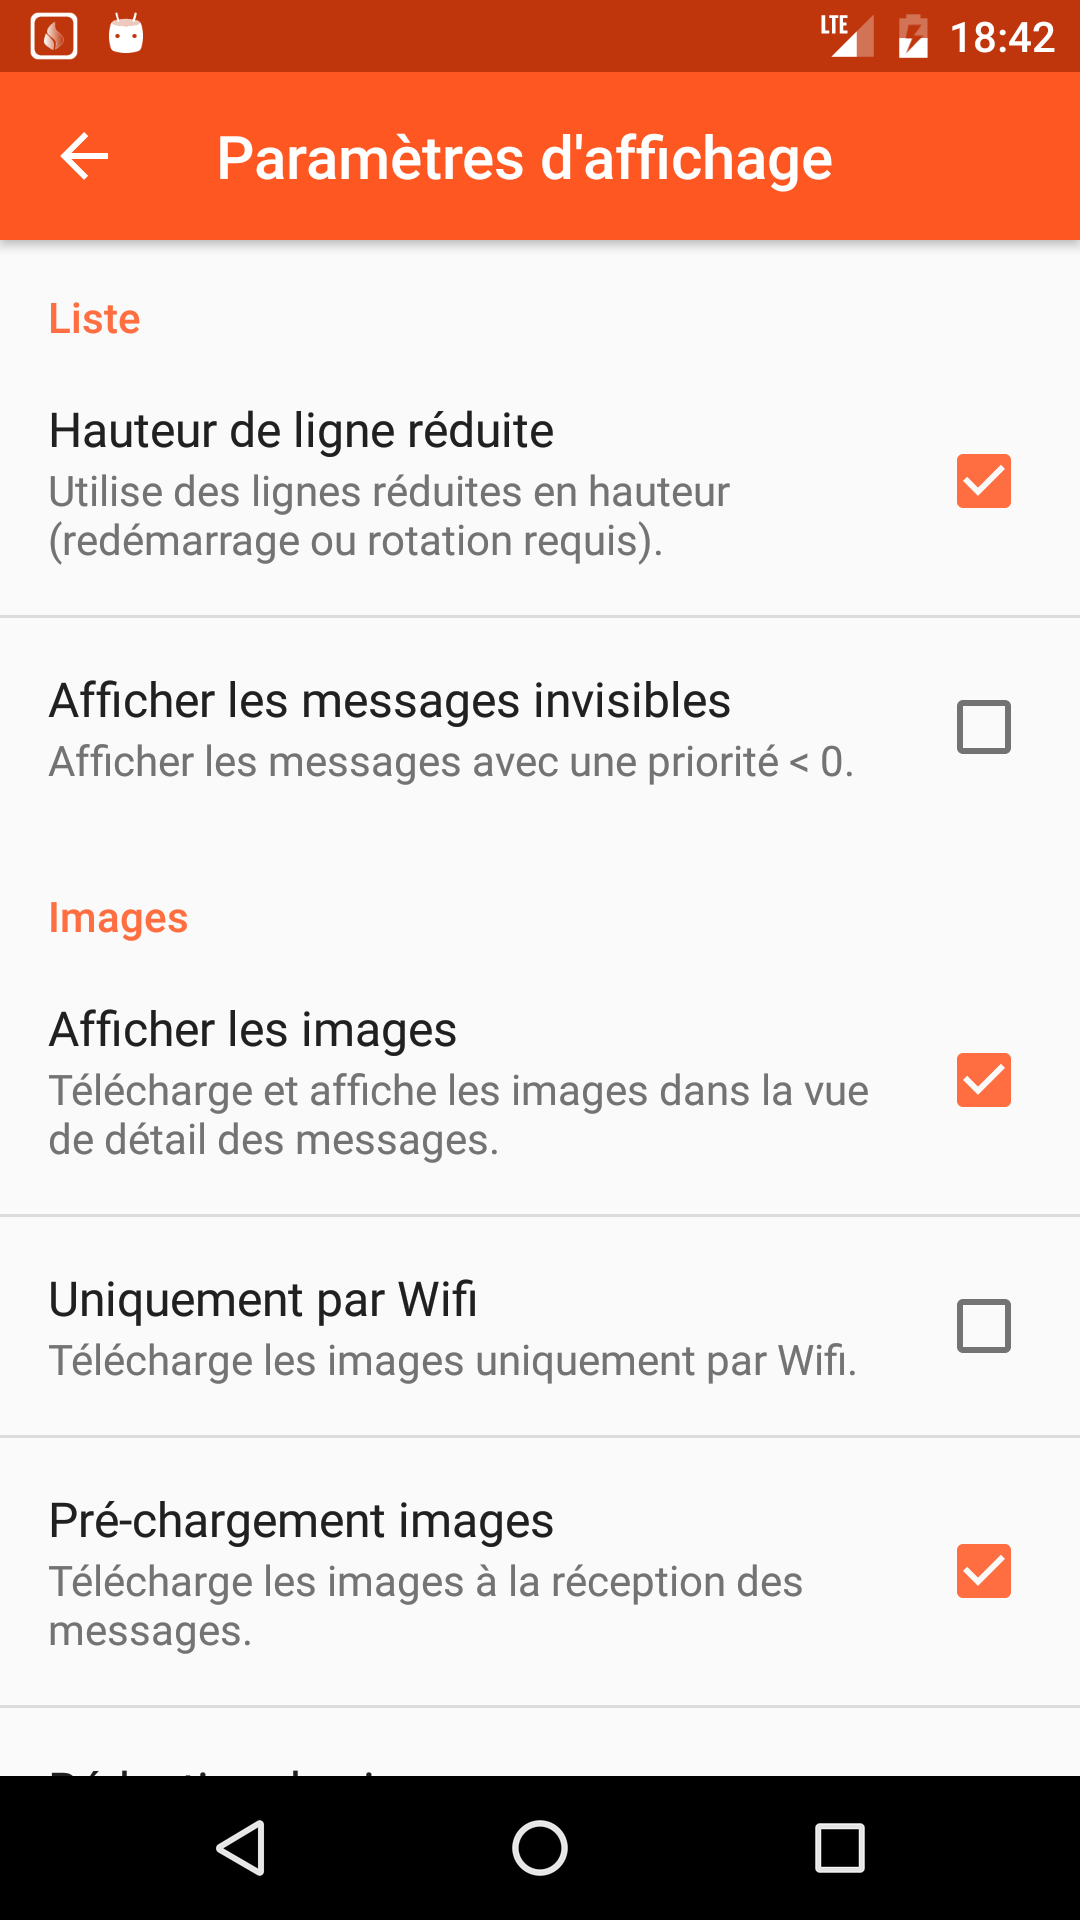 LTE 18:42
Paramètres d'affichage
Liste
Hauteur de ligne réduite
Utilise des lignes réduites en hauteur
(redémarrage ou rotation requis).
Afficher les messages invisibles
Afficher les messages avec une priorité < 0.
Images
Afficher les images
Télécharge et affiche les images dans la vue
de détail des messages.
Uniquement par Wifi
Télécharge les images uniquement par Wifi.
Pré-chargement images
Télécharge les images à la réception des
messages.